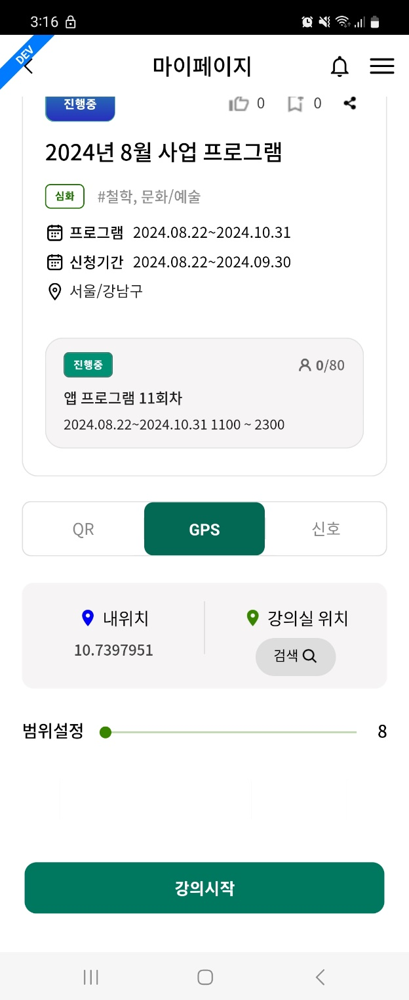 3:16
DEV
마이페이지
진행중 0 0
2024년 8월 사업 프로그램
심화 #철학, 문화/예술
프로그램 2024.08.22~2024.10.31
신청기간 2024.08.22~2024.09.30
서울/강남구
진행중 0/80
앱 프로그램 11회차
2024.08.22~2024.10.31 1100 ~ 2300
QR GPS 신호
내위치 강의실 위치
10.7397951 검색
범위설정 8
강의시작